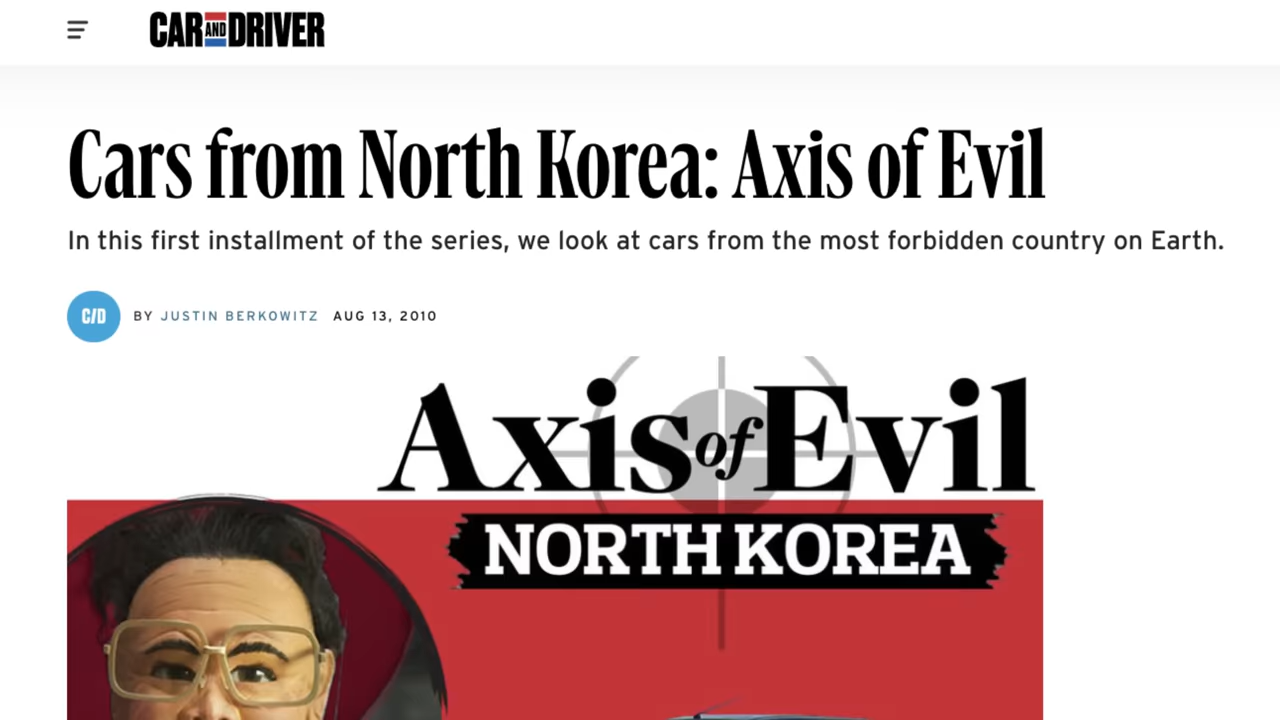 CAR AND DRIVER
Cars from North Korea: Axis of Evil
In this first installment of the series, we look at cars from the most forbidden country on Earth.
C/D BY JUSTIN BERKOWITZ AUG 13, 2010
Axis of Evil
NORTH KOREA